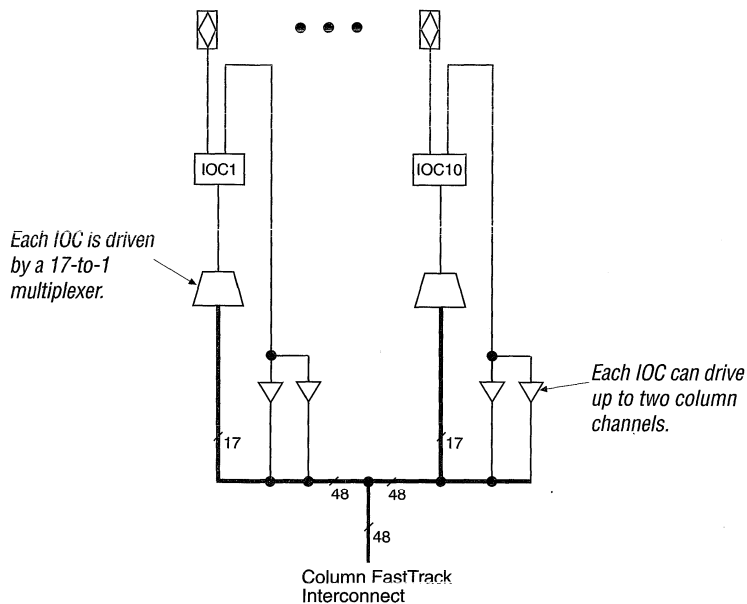 IOC1
IOC10
Each IOC is driven
by a 17-to-1
multiplexer.
Each IOC can drive
up to two column
channels.
17
17
48
48
48
Column FastTrack
Interconnect